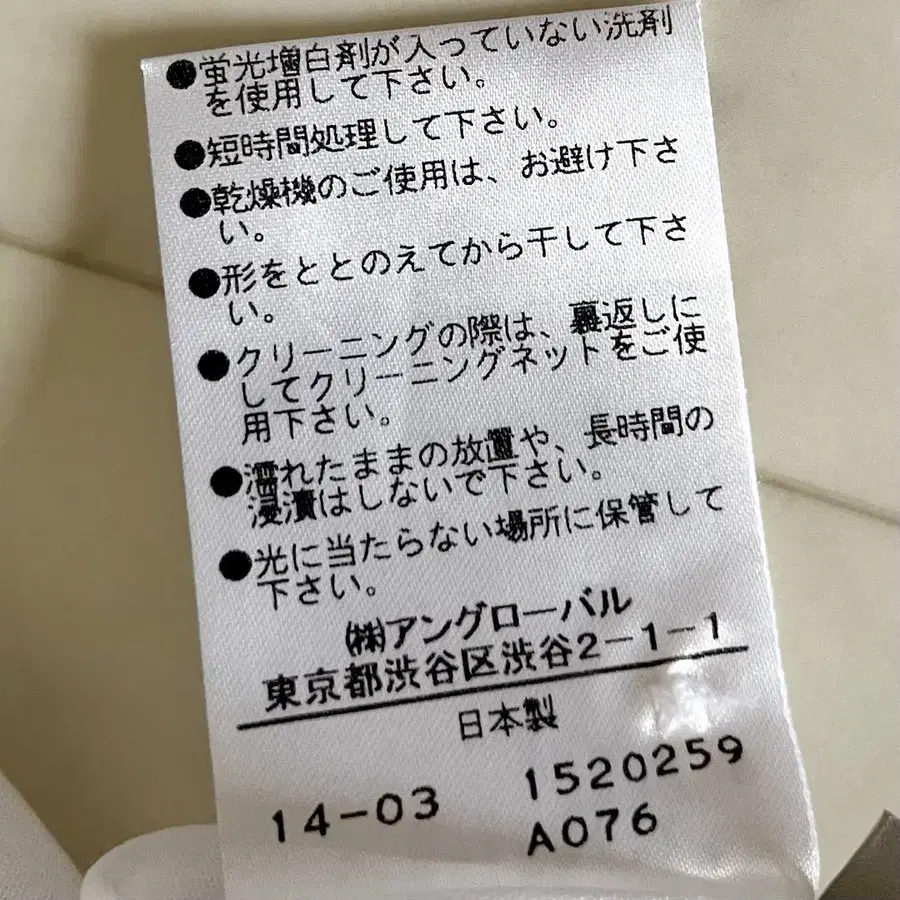 ●蛍光増白剤が入っていない洗剤
を使用して下さい。
●短時間処理して下さい。
●乾燥機のご使用は、お避け下さ
い。
●形をととのえてから干して下さ
い。
●クリーニングの際は、裏返しに
してクリーニングネットをご使
用下さい。
●濡れたままの放置や、長時間の
浸漬はしないで下さい。
●光に当たらない場所に保管して
下さい。
㈱アングローバル
東京都渋谷区渋谷2-1-1
日本製
14-03 1520259
A076